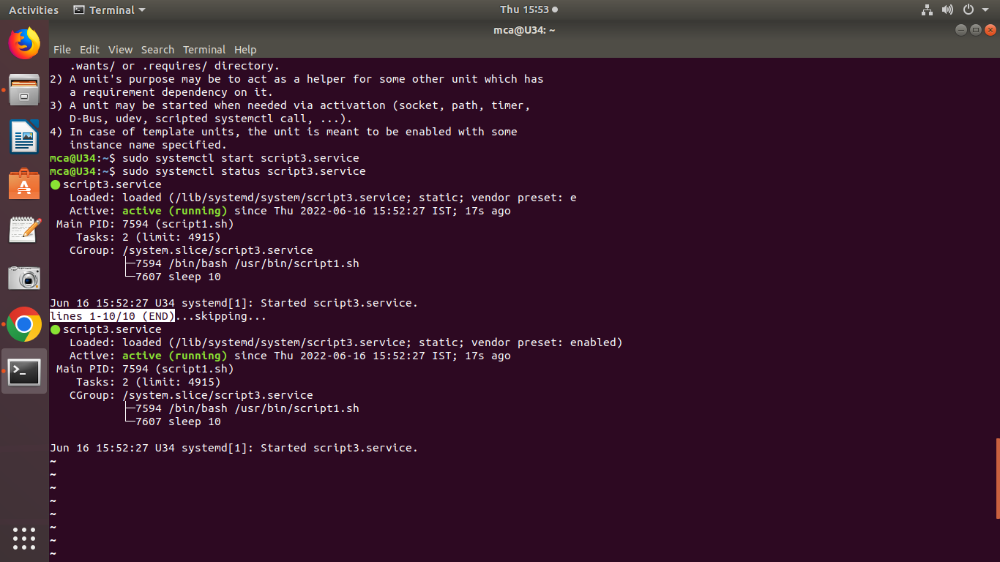 Activities Terminal Thu 15:53
mca@U34: ~
File Edit View Search Terminal Help
.wants/ or .requires/ directory.
2) A unit's purpose may be to act as a helper for some other unit which has
a requirement dependency on it.
3) A unit may be started when needed via activation (socket, path, timer,
D-Bus, udev, scripted systemctl call, ...).
4) In case of template units, the unit is meant to be enabled with some
instance name specified.
mca@U34:~$ sudo systemctl start script3.service
mca@U34:~$ sudo systemctl status script3.service
● script3.service
Loaded: loaded (/lib/systemd/system/script3.service; static; vendor preset: e
Active: active (running) since Thu 2022-06-16 15:52:27 IST; 17s ago
Main PID: 7594 (script1.sh)
Tasks: 2 (limit: 4915)
CGroup: /system.slice/script3.service
├─7594 /bin/bash /usr/bin/script1.sh
└─7607 sleep 10
Jun 16 15:52:27 U34 systemd[1]: Started script3.service.
lines 1-10/10 (END)...skipping...
● script3.service
Loaded: loaded (/lib/systemd/system/script3.service; static; vendor preset: enabled)
Active: active (running) since Thu 2022-06-16 15:52:27 IST; 17s ago
Main PID: 7594 (script1.sh)
Tasks: 2 (limit: 4915)
CGroup: /system.slice/script3.service
├─7594 /bin/bash /usr/bin/script1.sh
└─7607 sleep 10
Jun 16 15:52:27 U34 systemd[1]: Started script3.service.
~
~
~
~
~
~
~
~